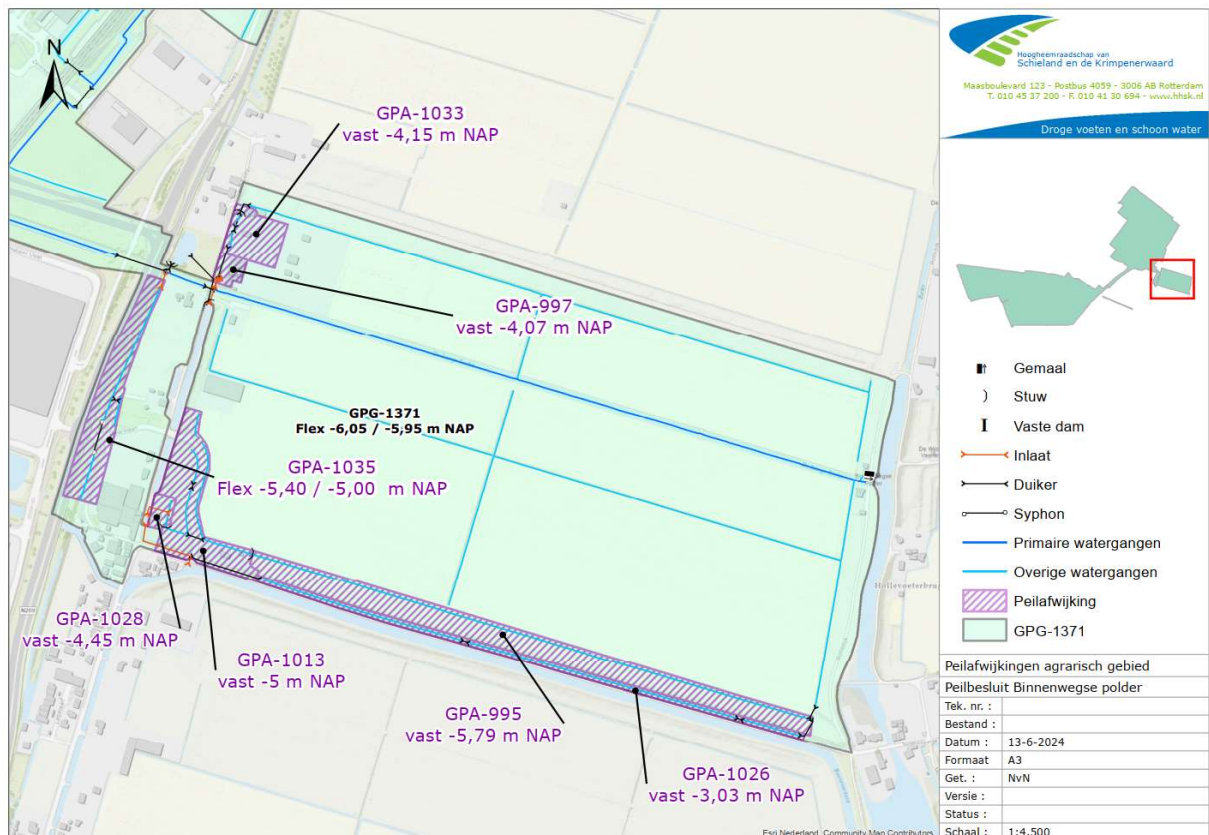 N
GPA-1033
vast -4,15 m NAP
GPA-997
vast -4,07 m NAP
GPG-1371
Flex -6,05 / -5,95 m NAP
GPA-1035
Flex -5,40 / -5,00 m NAP
GPA-1028
vast -4,45 m NAP
GPA-1013
vast -5 m NAP
GPA-995
vast -5,79 m NAP
GPA-1026
vast -3,03 m NAP
Esri Nederland, Community Map Contributors
Hoogheemraadschap van
Schieland en de Krimpenerwaard
Maasboulevard 123 - Postbus 4059 - 3006 AB Rotterdam
T. 010 45 37 200 - F. 010 41 30 694 - www.hhsk.nl
Droge voeten en schoon water
Gemaal
Stuw
Vaste dam
Inlaat
Duiker
Syphon
Primaire watergangen
Overige watergangen
Peilafwijking
GPG-1371
Peilafwijkingen agrarisch gebied
Peilbesluit Binnenwegse polder
Tek. nr. :
Bestand :
Datum : 13-6-2024
Formaat A3
Get. : NvN
Versie :
Status :
Schaal : 1:4.500